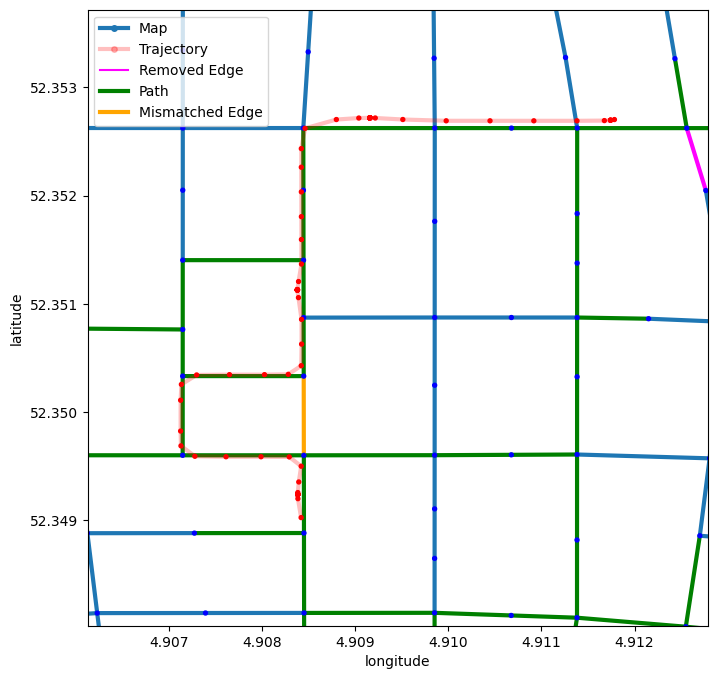 Map
Trajectory
Removed Edge
Path
Mismatched Edge
52.353
52.352
52.351
52.350
52.349
latitude
4.907
4.908
4.909
4.910
4.911
4.912
longitude